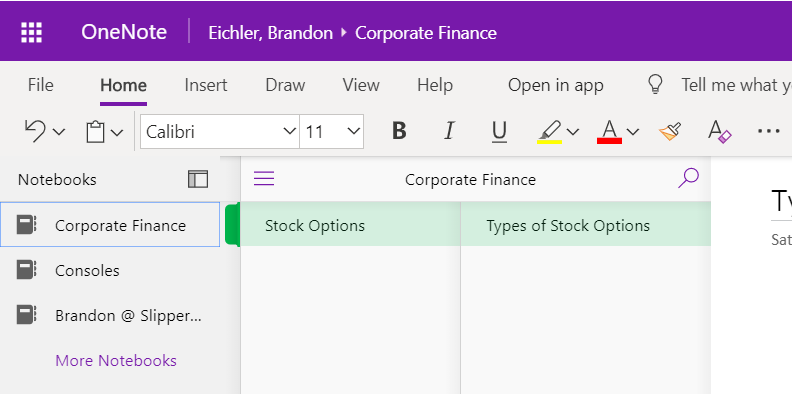 OneNote Eichler, Brandon Corporate Finance
File Home Insert Draw View Help Open in app Tell me what y
Calibri 11 B I U A A ...
Notebooks
Corporate Finance
Consoles
Brandon @ Slipper...
More Notebooks
Corporate Finance
Stock Options
Types of Stock Options
Ty
Sat